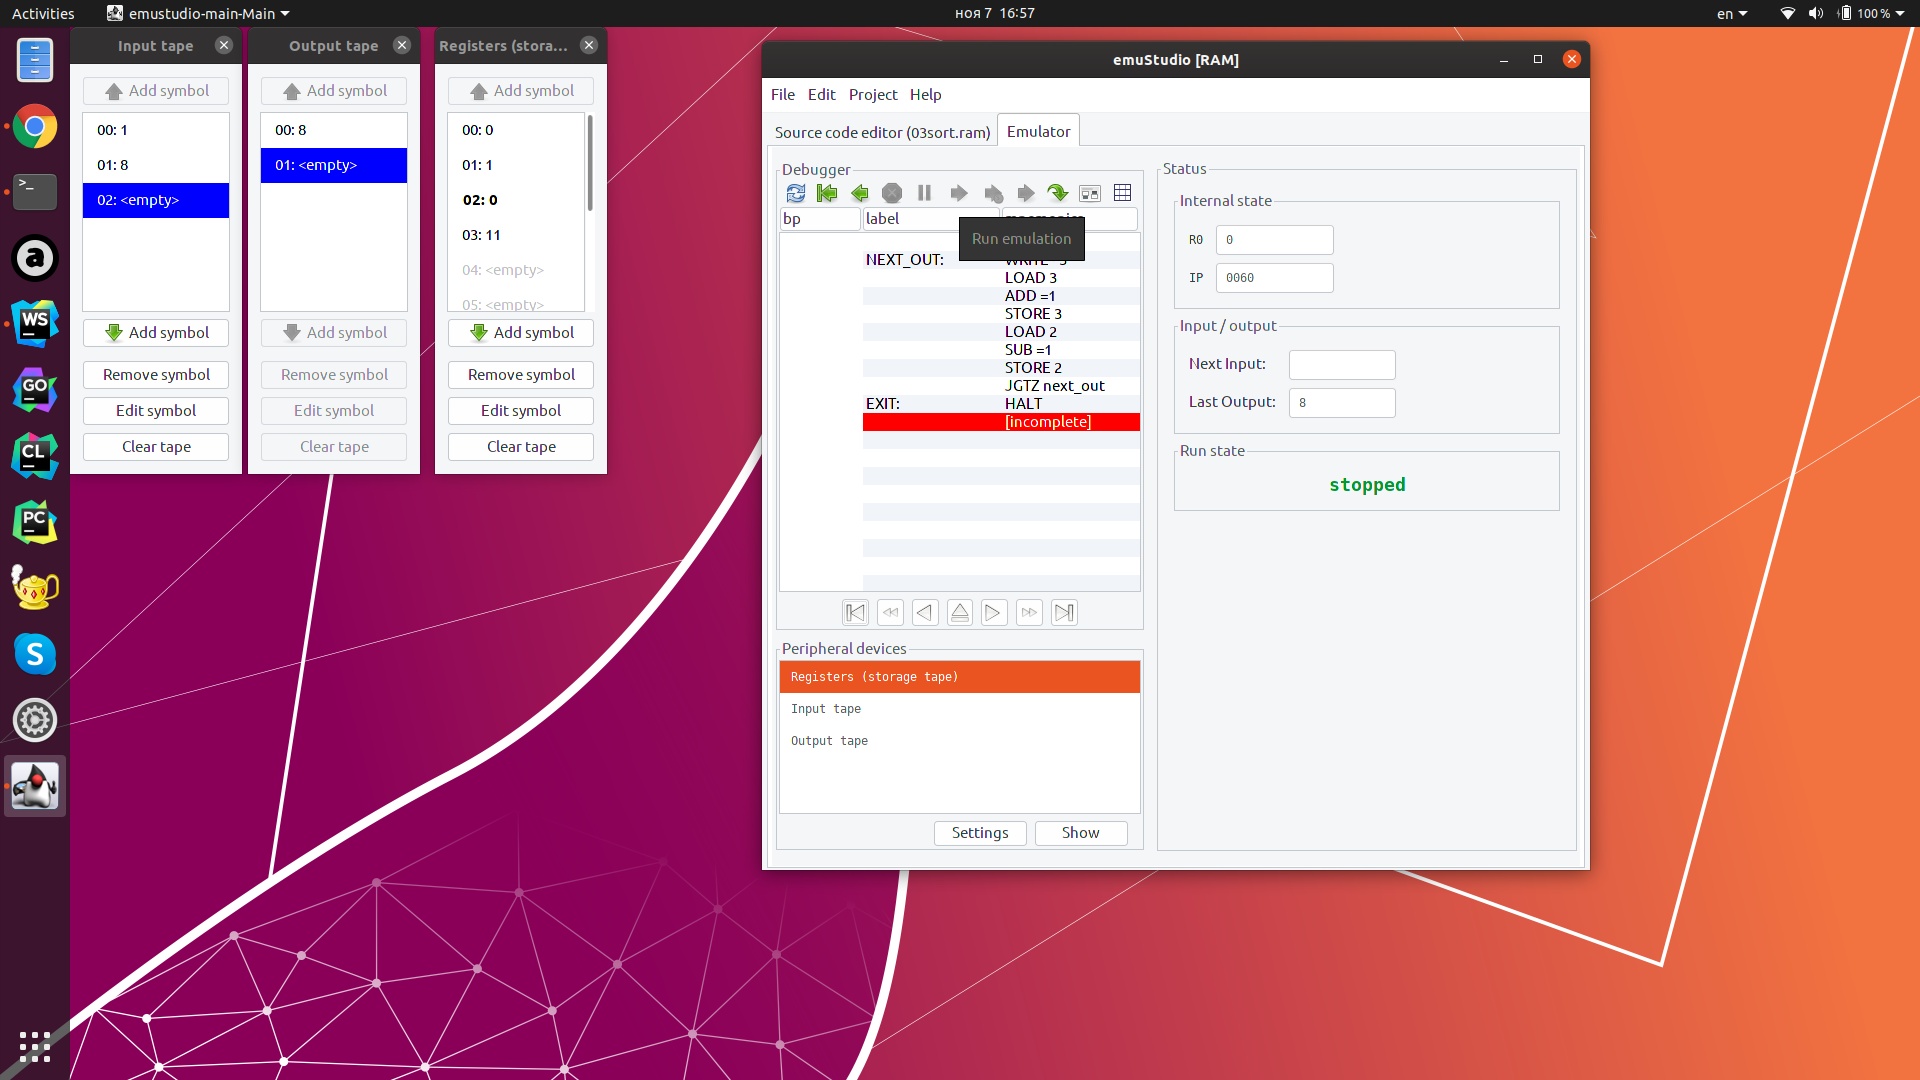 Activities
emustudio-main-Main
ноя 7 16:57
en
100 %
Input tape
Add symbol
00: 1
01: 8
02: <empty>
Add symbol
Remove symbol
Edit symbol
Clear tape
Output tape
Add symbol
00: 8
01: <empty>
Add symbol
Remove symbol
Edit symbol
Clear tape
Registers (stora...
Add symbol
00: 0
01: 1
02: 0
03: 11
04: <empty>
05: <empty>
Add symbol
Remove symbol
Edit symbol
Clear tape
emuStudio [RAM]
File Edit Project Help
Source code editor (03sort.ram)
Emulator
Debugger
bp label
Run emulation
NEXT_OUT:
LOAD 3
ADD =1
STORE 3
LOAD 2
SUB =1
STORE 2
JGTZ next_out
EXIT: HALT
[incomplete]
Peripheral devices
Registers (storage tape)
Input tape
Output tape
Settings Show
Status
Internal state
R0 0
IP 0060
Input / output
Next Input:
Last Output: 8
Run state
stopped
WS
GO
CL
PC
S
a
>_